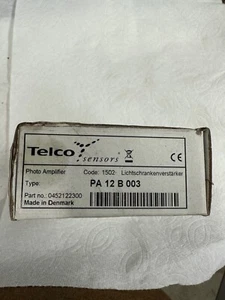 Telco
sensors
CE
Photo Amplifier Code: 1502 Lichtschrankenverstärker
Type: PA 12 B 003
Part no.: 0452122300
Made in Denmark